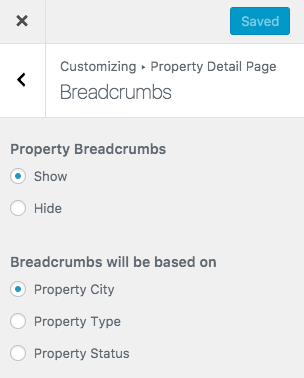 Saved
Customizing ▸ Property Detail Page
Breadcrumbs
Property Breadcrumbs
Show
Hide
Breadcrumbs will be based on
Property City
Property Type
Property Status